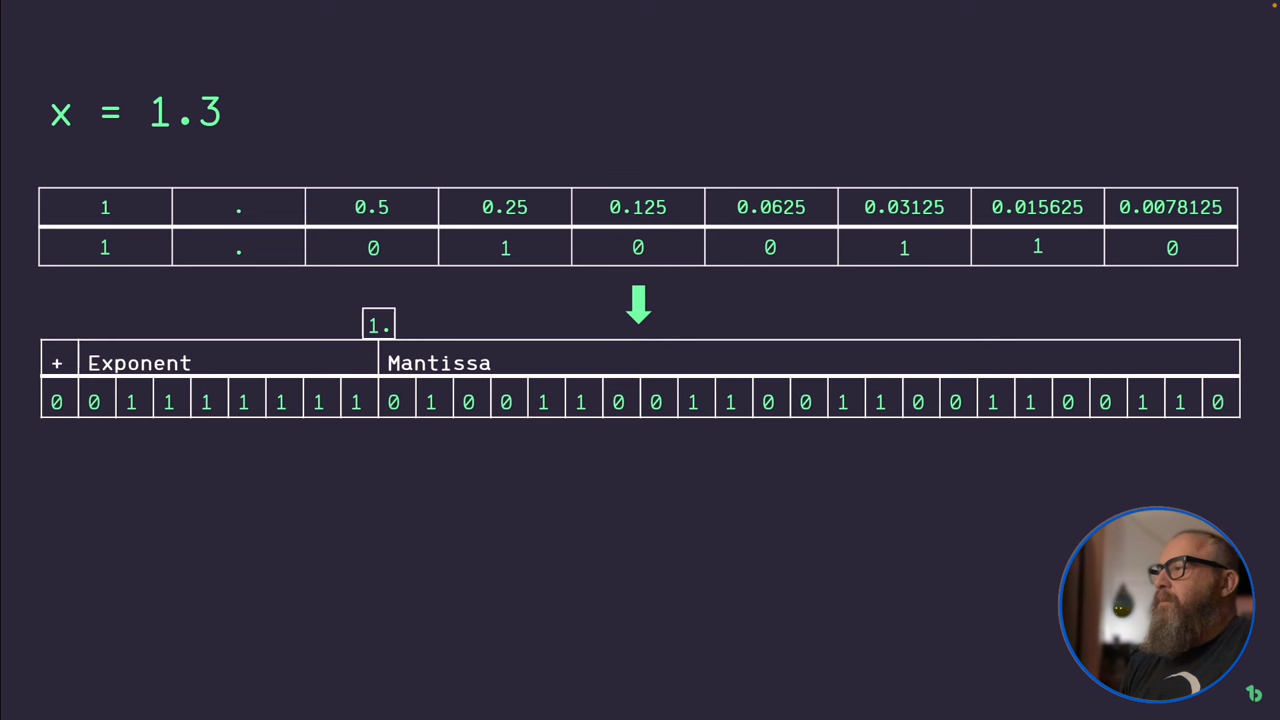 x = 1.3
1 . 0.5 0.25 0.125 0.0625 0.03125 0.015625 0.0078125
1 . 0 1 0 0 1 1 0
1.
+ Exponent Mantissa
0 0 1 1 1 1 1 1 1 0 1 0 0 1 1 0 0 1 1 0 0 1 1 0 0 1 1 0 0 1 1 0